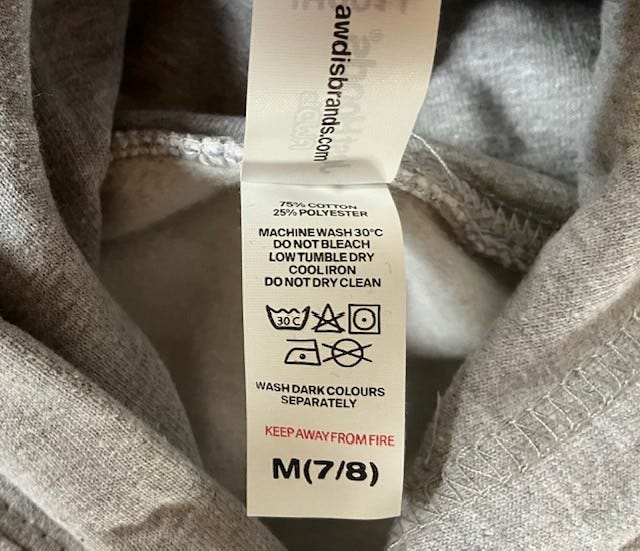 awdisbrands.com
75% COTTON
25% POLYESTER
MACHINE WASH 30°C
DO NOT BLEACH
LOW TUMBLE DRY
COOL IRON
DO NOT DRY CLEAN
30 C
WASH DARK COLOURS
SEPARATELY
KEEP AWAY FROM FIRE
M(7/8)